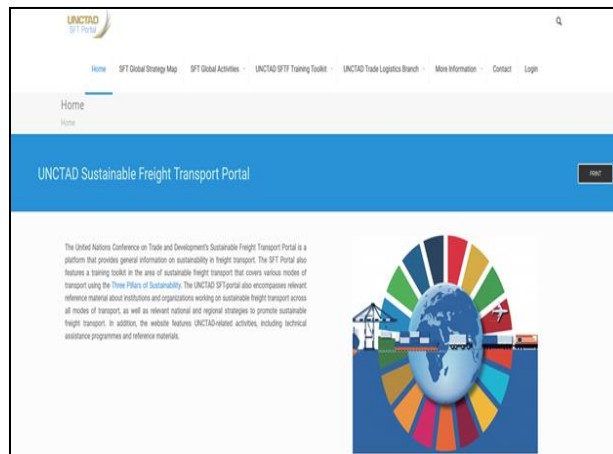 UNCTAD
SFT Portal
Home SFT Global Strategy Map SFT Global Activities UNCTAD SFTF Training Toolkit UNCTAD Trade Logistics Branch More Information Contact Login
Home
Home
UNCTAD Sustainable Freight Transport Portal
PRINT
The United Nations Conference on Trade and Development's Sustainable Freight Transport Portal is a
platform that provides general information on sustainability in freight transport. The SFT Portal also
features a training toolkit in the area of sustainable freight transport that covers various modes of
transport using the Three Pillars of Sustainability. The UNCTAD SFT-portal also encompasses relevant
reference material about institutions and organizations working on sustainable freight transport across
all modes of transport, as well as relevant national and regional strategies to promote sustainable
freight transport. In addition, the website features UNCTAD-related activities, including technical
assistance programmes and reference materials.